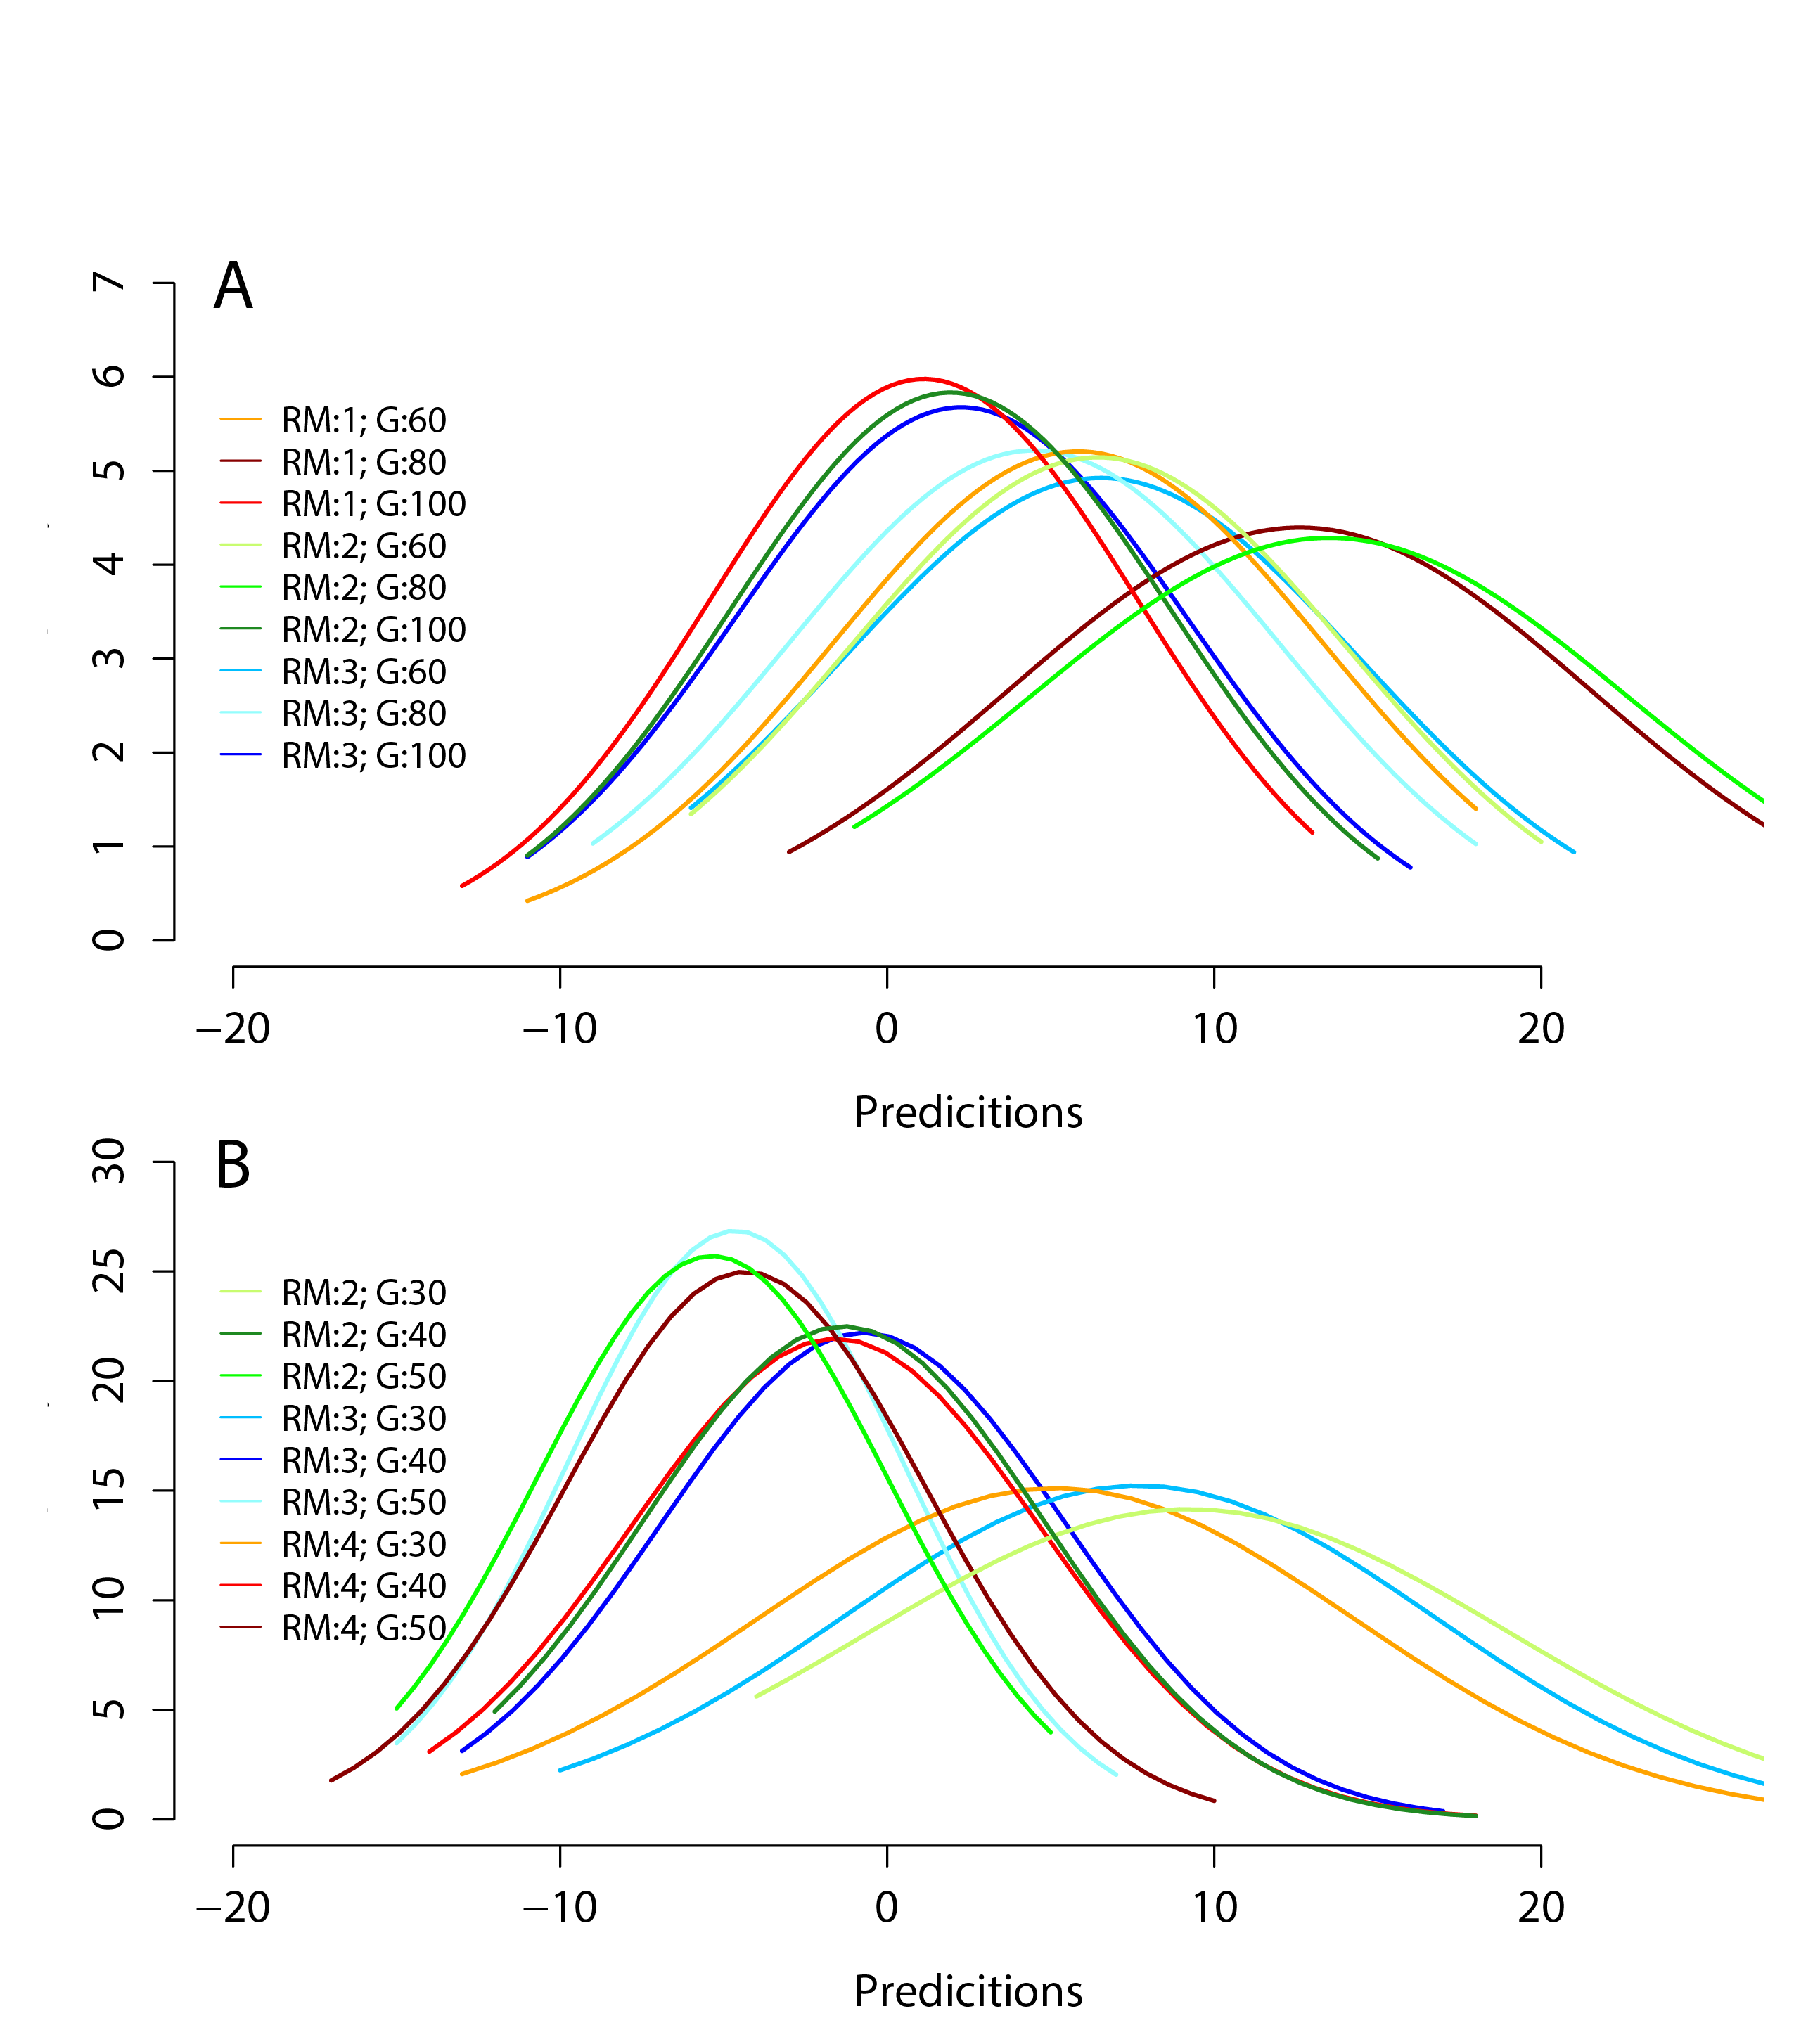 A
7
6
5
4
3
2
1
0
RM:1; G:60
RM:1; G:80
RM:1; G:100
RM:2; G:60
RM:2; G:80
RM:2; G:100
RM:3; G:60
RM:3; G:80
RM:3; G:100
−20 −10 0 10 20
Predicitions
B
30
25
20
15
10
5
0
RM:2; G:30
RM:2; G:40
RM:2; G:50
RM:3; G:30
RM:3; G:40
RM:3; G:50
RM:4; G:30
RM:4; G:40
RM:4; G:50
−20 −10 0 10 20
Predicitions